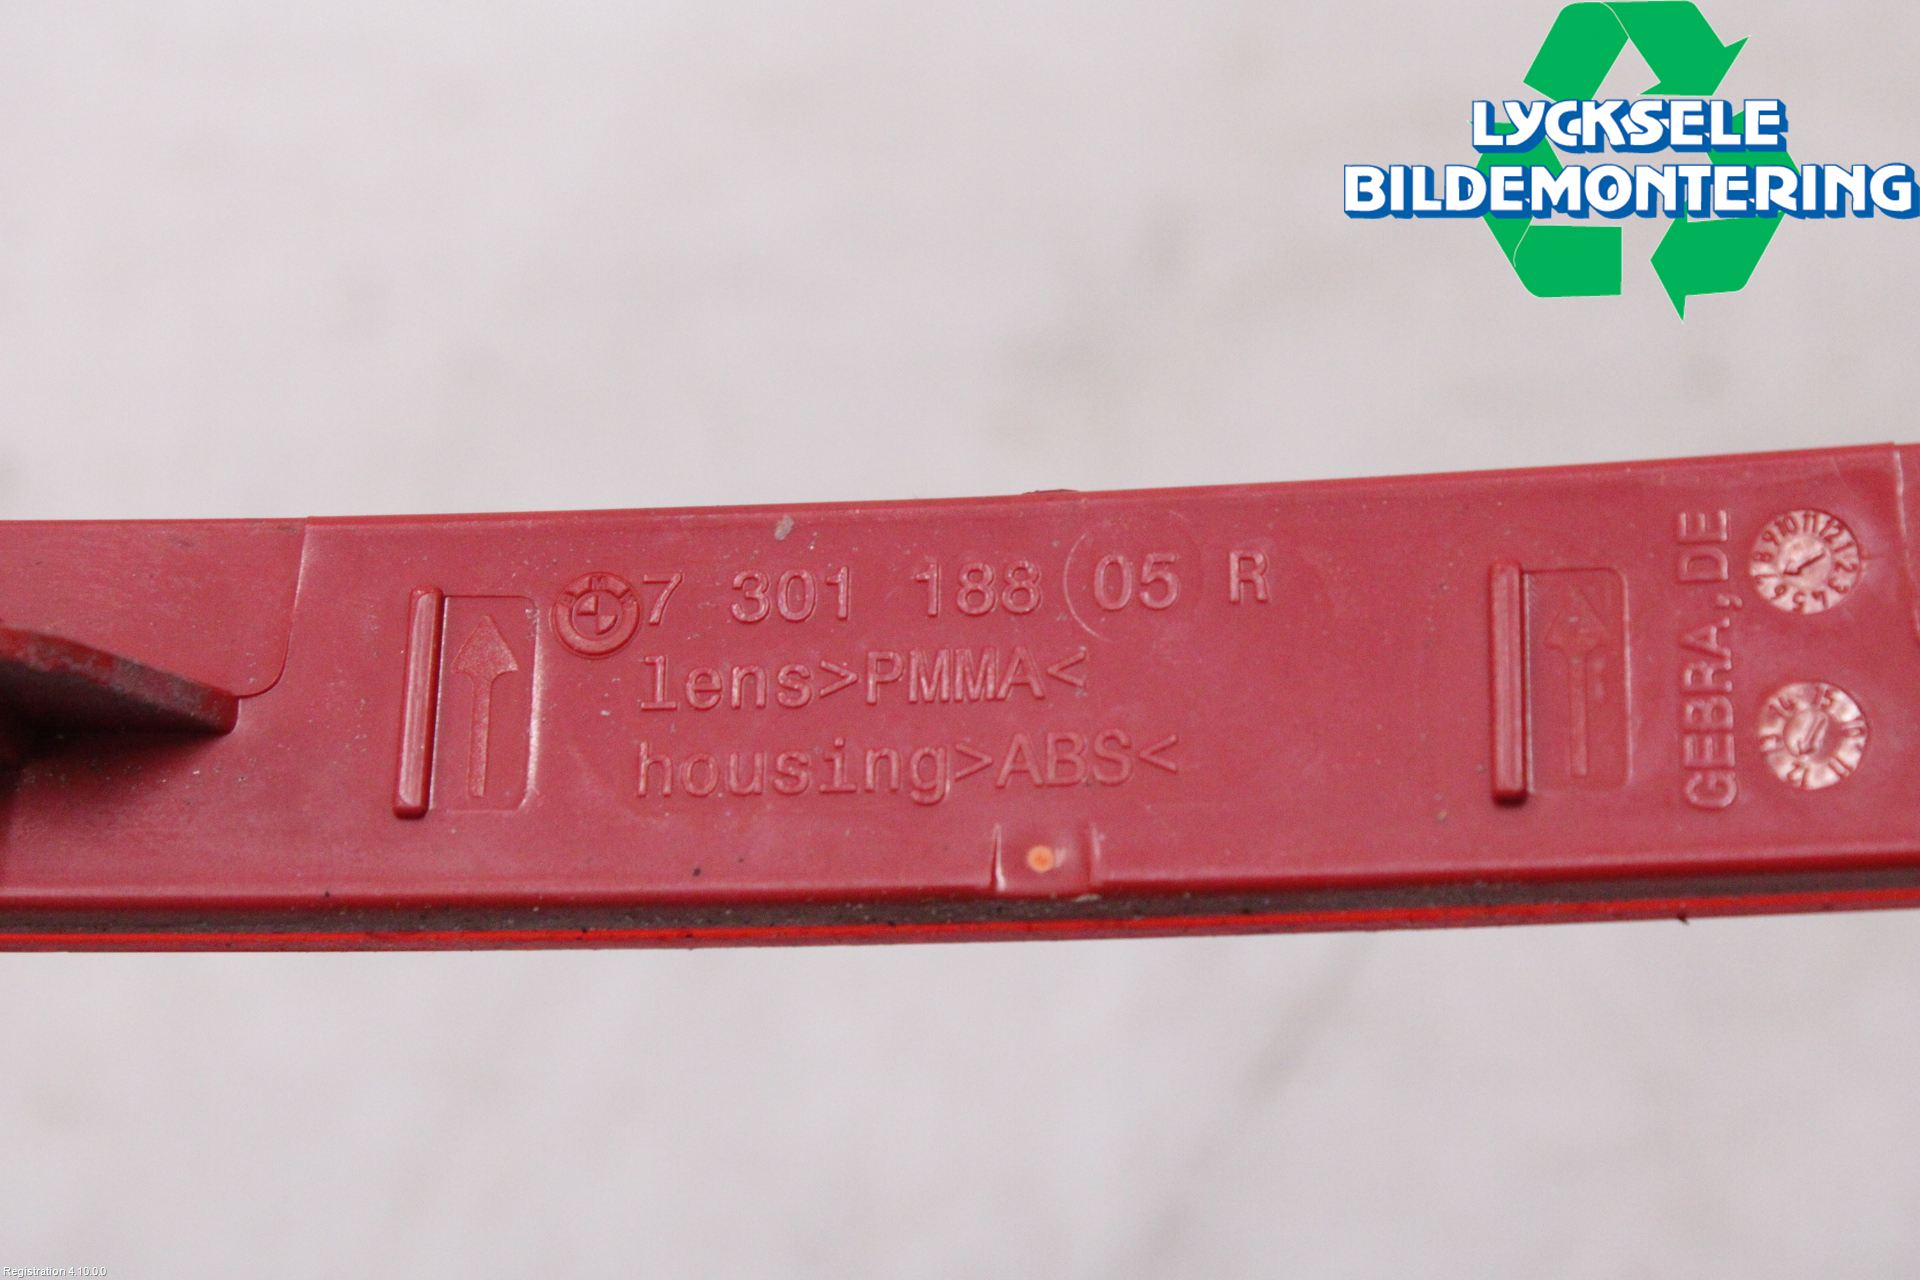 LYCKSELE
BILDEMONTERING
7 301 188 05 R
lens>PMMA<
housing>ABS<
GEBRA, DE
Registration 4.10.0.0